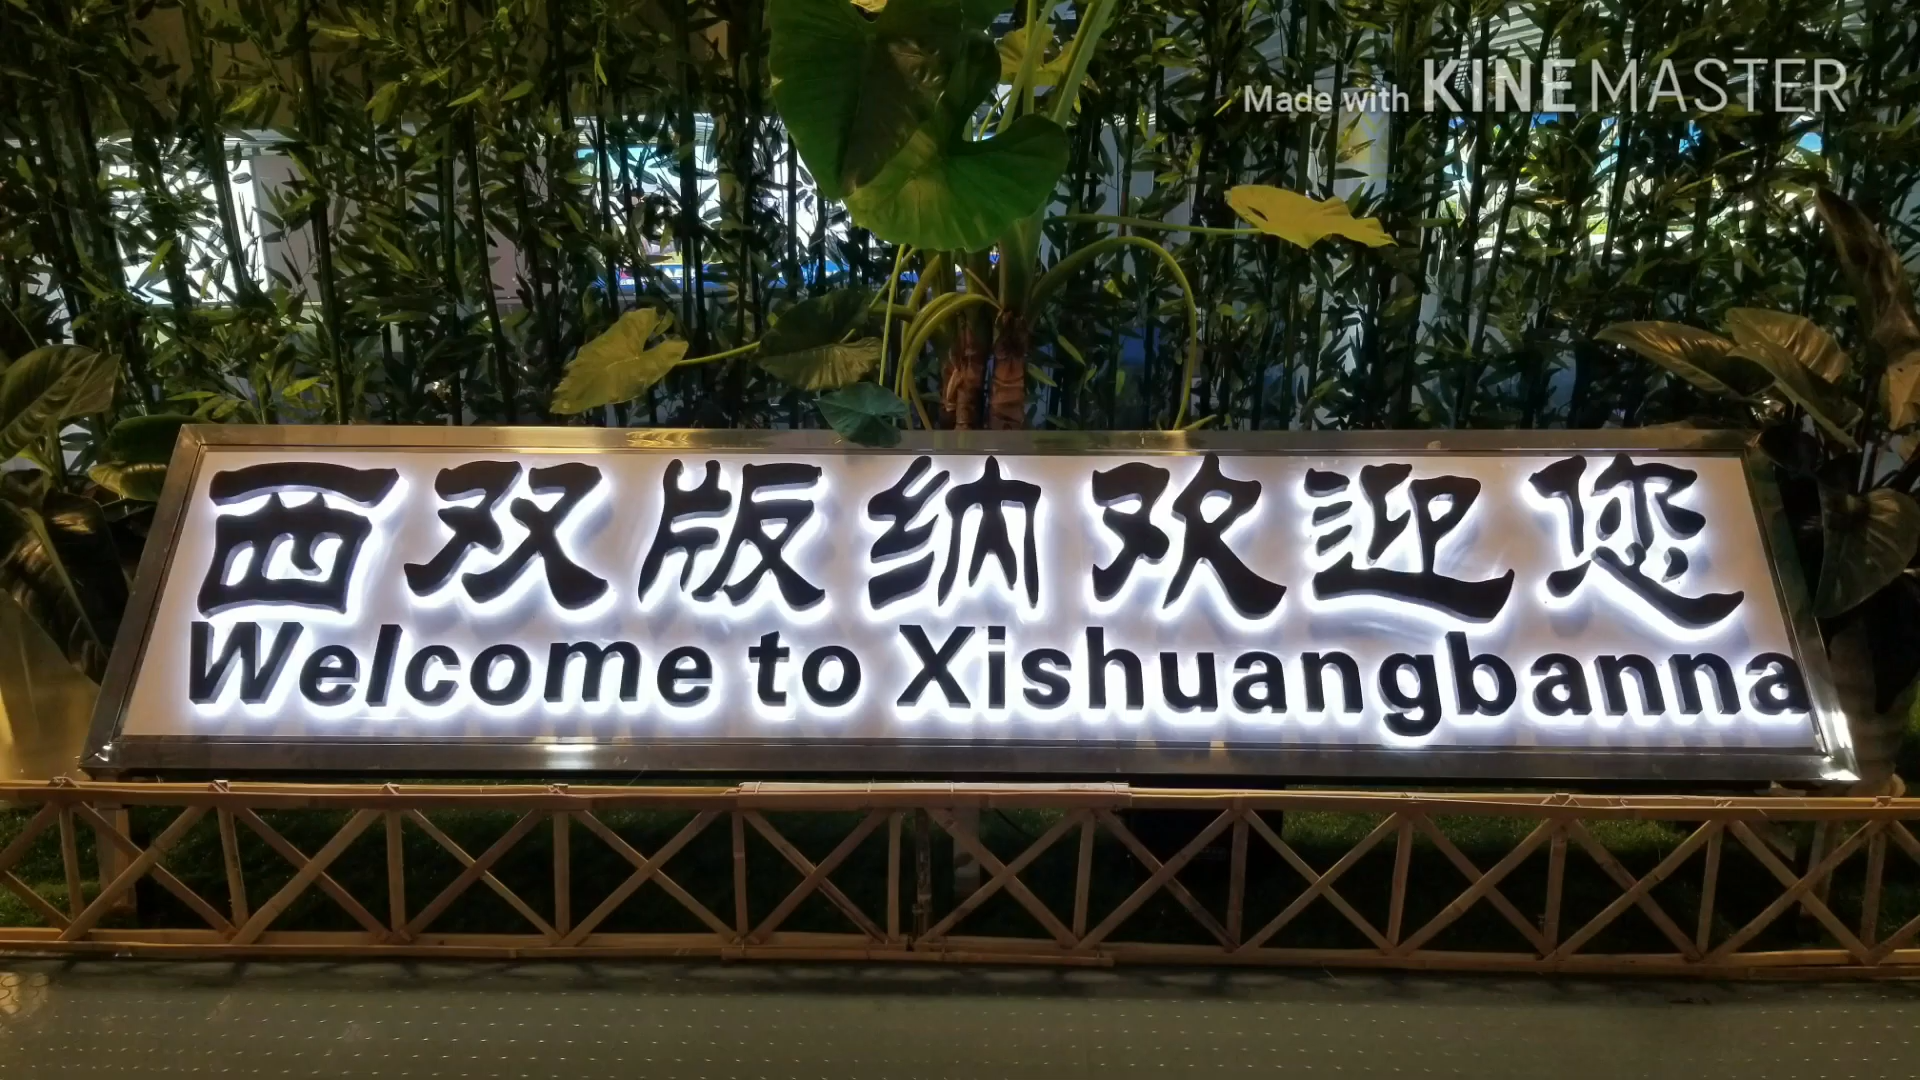 Made with KINEMASTER
西双版纳欢迎您
Welcome to Xishuangbanna